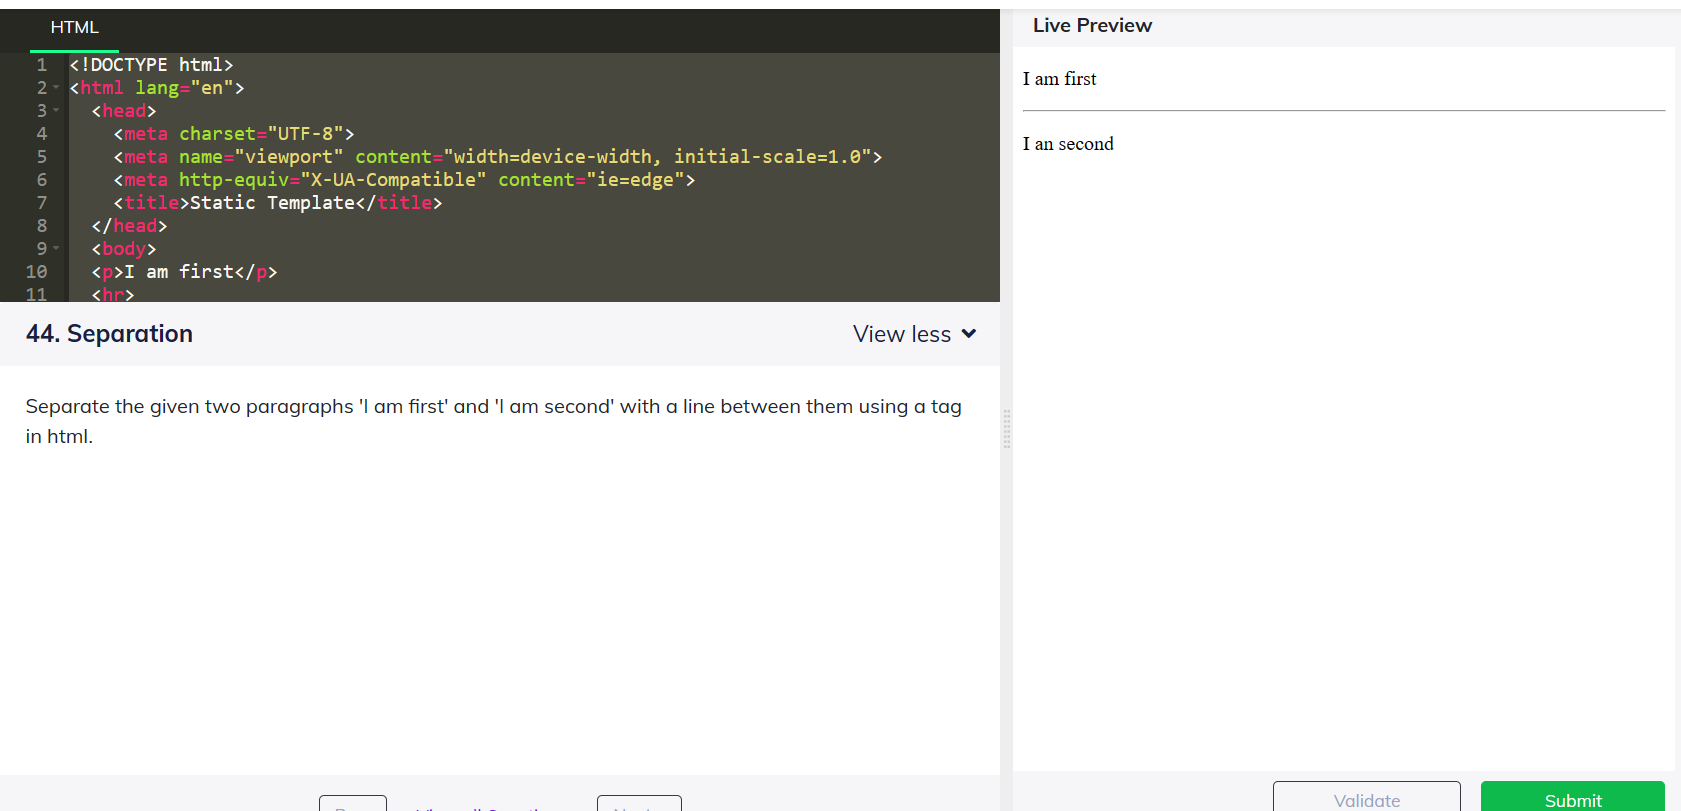 HTML
1 <!DOCTYPE html>
2 <html lang="en">
3 <head>
4 <meta charset="UTF-8">
5 <meta name="viewport" content="width=device-width, initial-scale=1.0">
6 <meta http-equiv="X-UA-Compatible" content="ie=edge">
7 <title>Static Template</title>
8 </head>
9 <body>
10 <p>I am first</p>
11 <hr>
44. Separation
View less
Separate the given two paragraphs 'I am first' and 'I am second' with a line between them using a tag
in html.
Live Preview
I am first
I an second
Validate
Submit